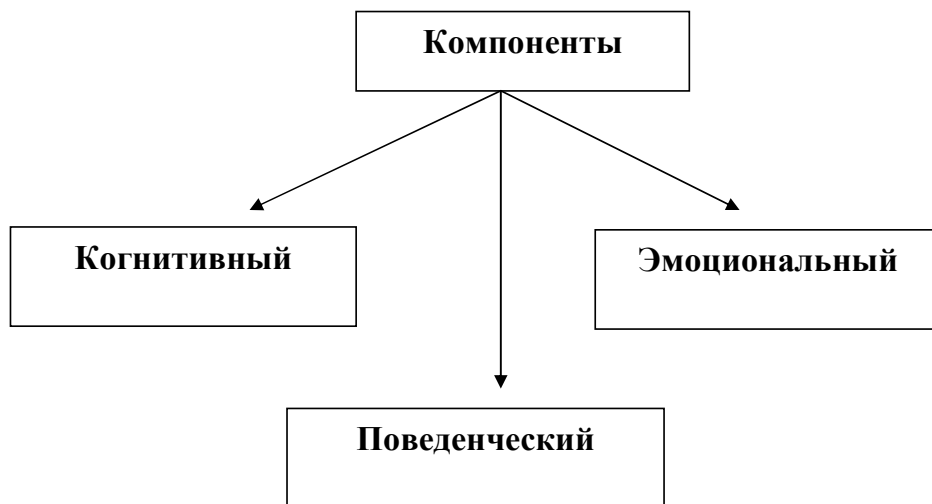 Компоненты
Когнитивный
Эмоциональный
Поведенческий